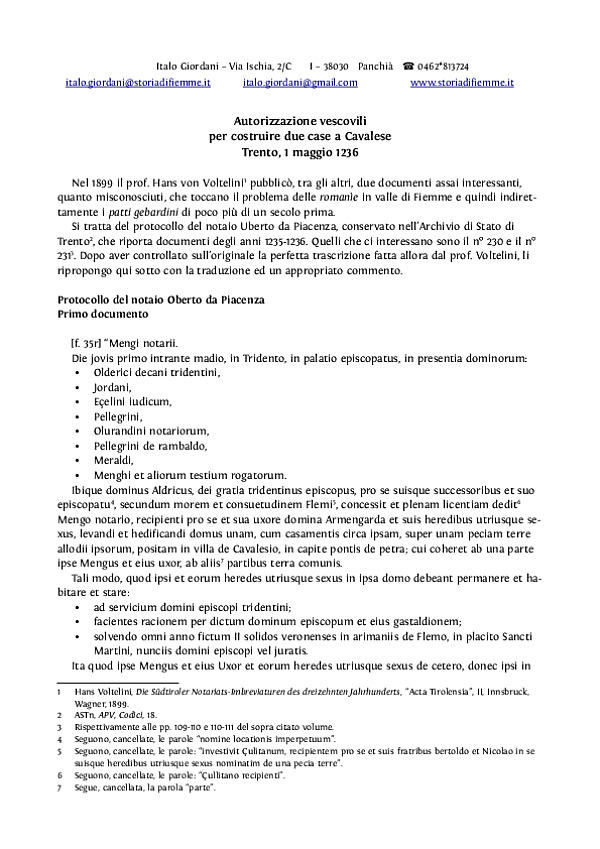 Italo Giordani – Via Ischia, 2/C I – 38030 Panchià ☎ 0462*813724
italo.giordani@storiadifiemme.it italo.giordani@gmail.com www.storiadifiemme.it
Autorizzazione vescovili
per costruire due case a Cavalese
Trento, 1 maggio 1236
Nel 1899 il prof. Hans von Voltelini1 pubblicò, tra gli altri, due documenti assai interessanti,
quanto misconosciuti, che toccano il problema delle romanìe in valle di Fiemme e quindi indiret-
tamente i patti gebardini di poco più di un secolo prima.
Si tratta del protocollo del notaio Uberto da Piacenza, conservato nell'Archivio di Stato di
Trento2, che riporta documenti degli anni 1235-1236. Quelli che ci interessano sono il n° 230 e il n°
2313. Dopo aver controllato sull'originale la perfetta trascrizione fatta allora dal prof. Voltelini, li
ripropongo qui sotto con la traduzione ed un appropriato commento.
Protocollo del notaio Oberto da Piacenza
Primo documento
[f. 35r] “Mengi notarii.
Die jovis primo intrante madio, in Tridento, in palatio episcopatus, in presentia dominorum:
• Olderici decani tridentini,
• Jordani,
• Eçelini iudicum,
• Pellegrini,
• Olurandini notariorum,
• Pellegrini de rambaldo,
• Meraldi,
• Menghi et aliorum testium rogatorum.
Ibique dominus Aldricus, dei gratia tridentinus episcopus, pro se suisque successoribus et suo
episcopatu4, secundum morem et consuetudinem Flemi5, concessit et plenam licentiam dedit6
Mengo notario, recipienti pro se et sua uxore domina Armengarda et suis heredibus utriusque se-
xus, levandi et hedificandi domus unam, cum casamentis circa ipsam, super unam peciam terre
allodii ipsorum, positam in villa de Cavalesio, in capite pontis de petra; cui coheret ab una parte
ipse Mengus et eius uxor, ab aliis7 partibus terra comunis.
Tali modo, quod ipsi et eorum heredes utriusque sexus in ipsa domo debeant permanere et ha-
bitare et stare:
• ad servicium domini episcopi tridentini;
• facientes racionem per dictum dominum episcopum et eius gastaldionem;
• solvendo omni anno fictum II solidos veronenses in arimaniis de Flemo, in placito Sancti
Martini, nunciis domini episcopi vel juratis.
Ita quod ipse Mengus et eius Uxor et eorum heredes utriusque sexus de cetero, donec ipsi in
1 Hans Voltelini, Die Südtiroler Notariats-Imbreviaturen des dreizehnten Jahrhunderts, “Acta Tirolensia”, II, Innsbruck,
Wagner, 1899.
2 ASTn, APV, Codici, 18.
3 Rispettivamente alle pp. 109-110 e 110-111 del sopra citato volume.
4 Seguono, cancellate, le parole “nomine locationis imperpetuum”.
5 Seguono, cancellate, le parole: “investivit Çulitanum, recipientem pro se et suis fratribus bertoldo et Nicolao in se
suisque heredibus utriusque sexus nominatim de una pecia terre”.
6 Seguono, cancellate, le parole: “Çullitano recipienti”.
7 Segue, cancellata, la parola “parte”.